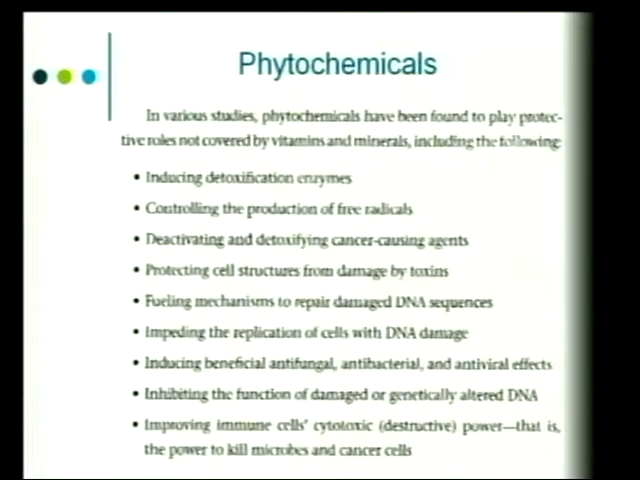 Phytochemicals
In various studies, phytochemicals have been found to play protec-
tive roles not covered by vitamins and minerals, including the following:
• Inducing detoxification enzymes
• Controlling the production of free radicals
• Deactivating and detoxifying cancer-causing agents
• Protecting cell structures from damage by toxins
• Fueling mechanisms to repair damaged DNA sequences
• Impeding the replication of cells with DNA damage
• Inducing beneficial antifungal, antibacterial, and antiviral effects
• Inhibiting the function of damaged or genetically altered DNA
• Improving immune cells' cytotoxic (destructive) power—that is,
the power to kill microbes and cancer cells